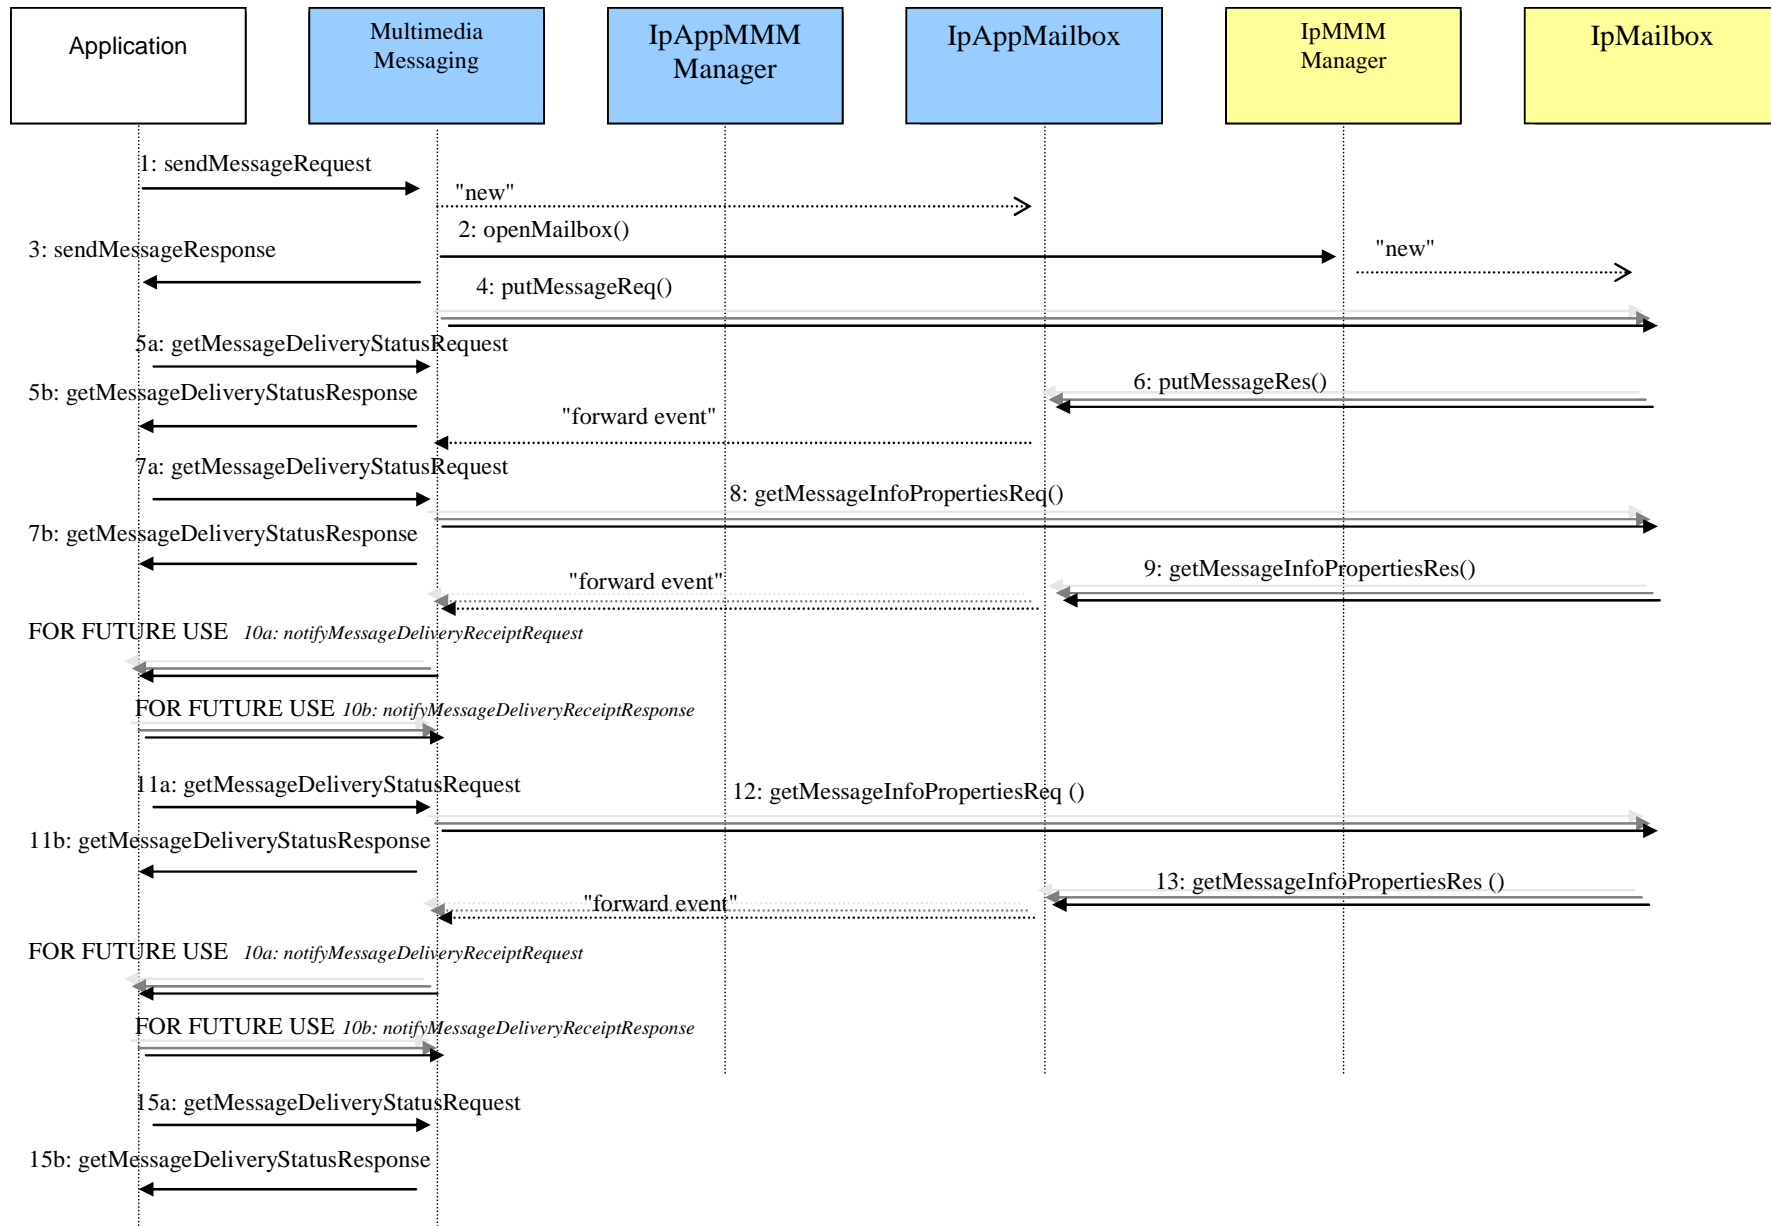 Application
Multimedia
Messaging
IpAppMMM
Manager
IpAppMailbox
IpMMM
Manager
IpMailbox
1: sendMessageRequest
"new"
2: openMailbox()
3: sendMessageResponse
"new"
4: putMessageReq()
5a: getMessageDeliveryStatusRequest
5b: getMessageDeliveryStatusResponse
6: putMessageRes()
"forward event"
7a: getMessageDeliveryStatusRequest
8: getMessageInfoPropertiesReq()
7b: getMessageDeliveryStatusResponse
9: getMessageInfoPropertiesRes()
"forward event"
FOR FUTURE USE 10a: notifyMessageDeliveryReceiptRequest
FOR FUTURE USE 10b: notifyMessageDeliveryReceiptResponse
11a: getMessageDeliveryStatusRequest
12: getMessageInfoPropertiesReq ()
11b: getMessageDeliveryStatusResponse
13: getMessageInfoPropertiesRes ()
"forward event"
FOR FUTURE USE 10a: notifyMessageDeliveryReceiptRequest
FOR FUTURE USE 10b: notifyMessageDeliveryReceiptResponse
15a: getMessageDeliveryStatusRequest
15b: getMessageDeliveryStatusResponse